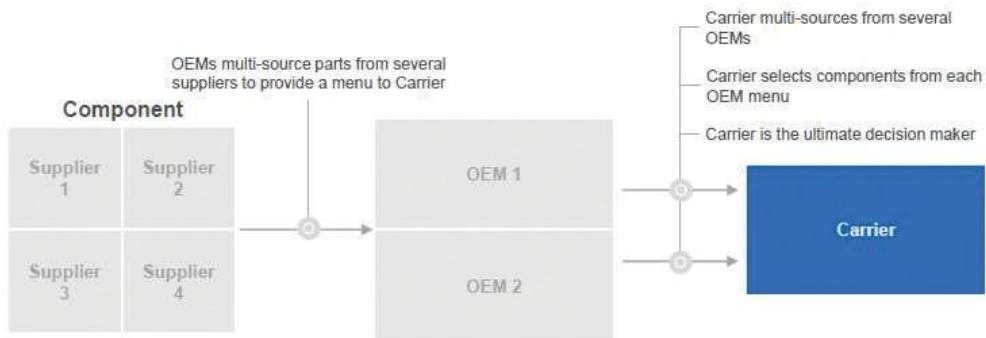 Carrier multi-sources from several
OEMs
OEMs multi-source parts from several
suppliers to provide a menu to Carrier
Carrier selects components from each
OEM menu
Component
Carrier is the ultimate decision maker
Supplier
1
Supplier
2
OEM 1
Carrier
Supplier
3
Supplier
4
OEM 2